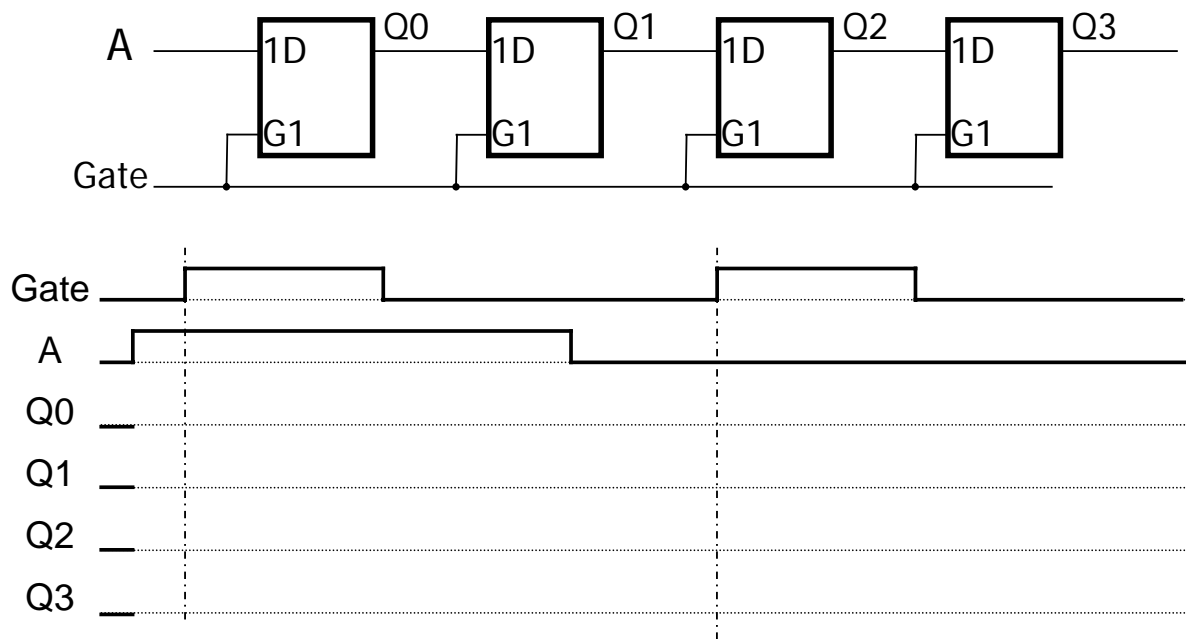 Q0 Q1 Q2 Q3
A 1D 1D 1D 1D
G1 G1 G1 G1
Gate
Gate
A
Q0
Q1
Q2
Q3